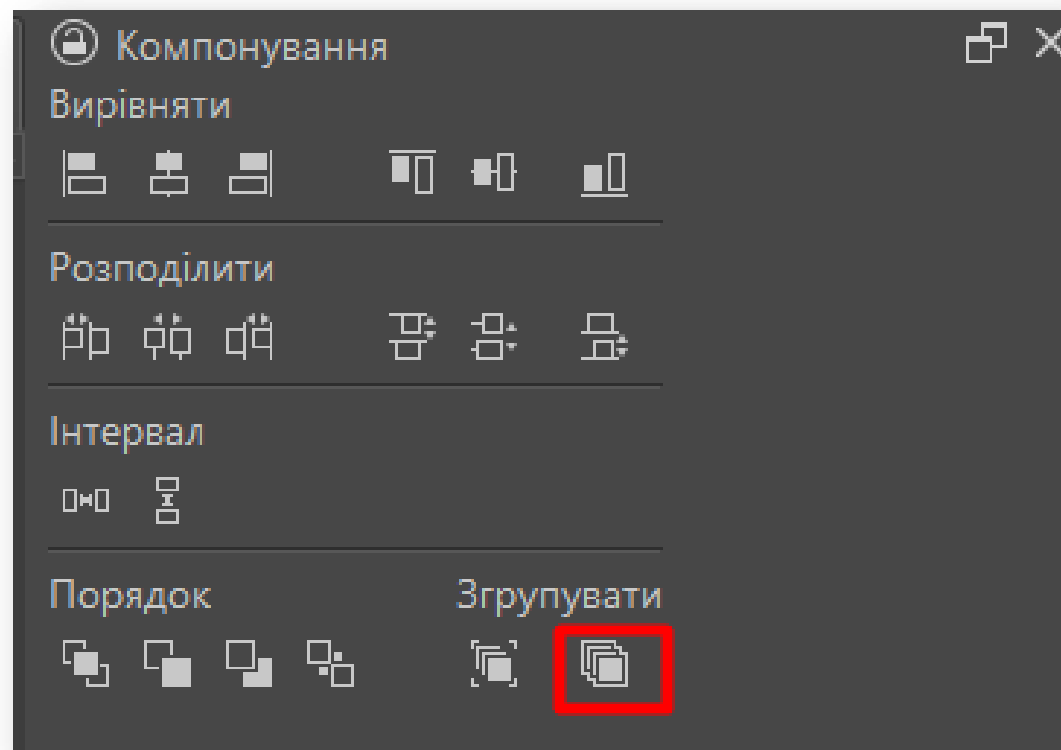 Компонування
Вирівняти
Розподілити
Інтервал
Порядок Згрупувати